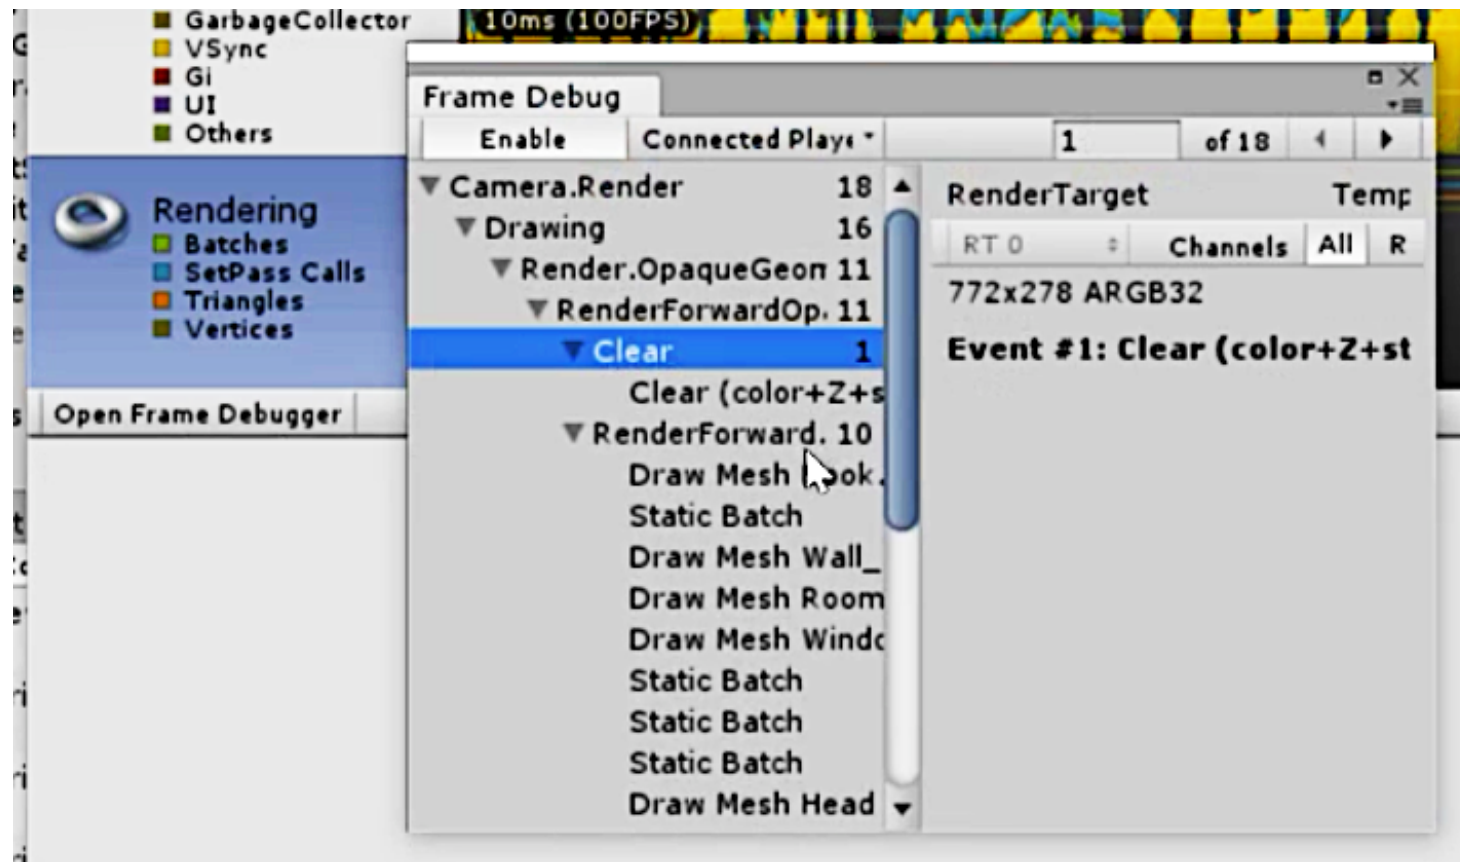 GarbageCollector
VSync
Gi
UI
Others
10ms (100FPS)
Rendering
Batches
SetPass Calls
Triangles
Vertices
Open Frame Debugger
Frame Debug
Enable
Connected Playe
1
of 18
Camera.Render 18
Drawing 16
Render.OpaqueGeom 11
RenderForwardOp. 11
Clear 1
Clear (color+Z+s
RenderForward. 10
Draw Mesh
Static Batch
Draw Mesh Wall_
Draw Mesh Room
Draw Mesh Windo
Static Batch
Static Batch
Static Batch
Draw Mesh Head
RenderTarget Temp
RT 0 Channels All R
772x278 ARGB32
Event #1: Clear (color+Z+st